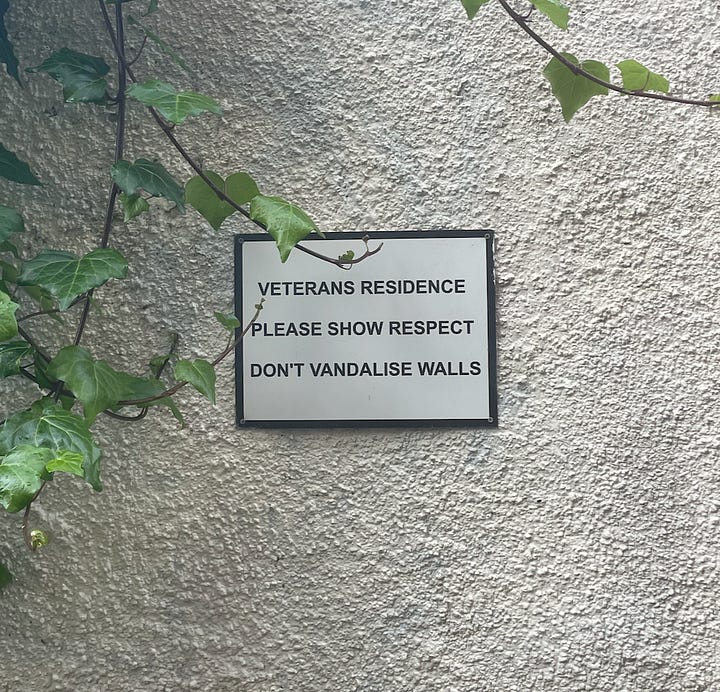 VETERANS RESIDENCE
PLEASE SHOW RESPECT
DON'T VANDALISE WALLS